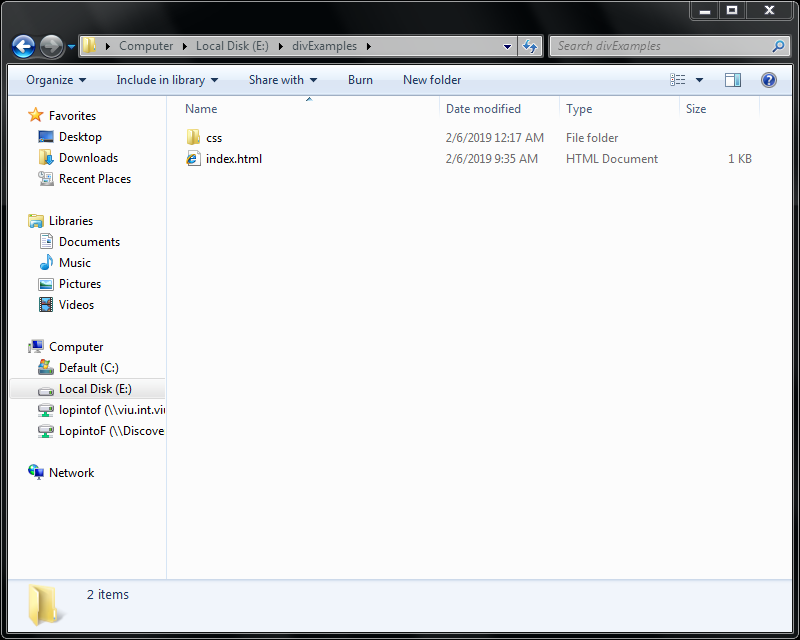 Computer Local Disk (E:) divExamples Search divExamples
Organize Include in library Share with Burn New folder
Name Date modified Type Size
css 2/6/2019 12:17 AM File folder
index.html 2/6/2019 9:35 AM HTML Document 1 KB
Favorites
Desktop
Downloads
Recent Places
Libraries
Documents
Music
Pictures
Videos
Computer
Default (C:)
Local Disk (E:)
lopintof (\\viu.int.viu
LopintoF (\\Discove
Network
2 items